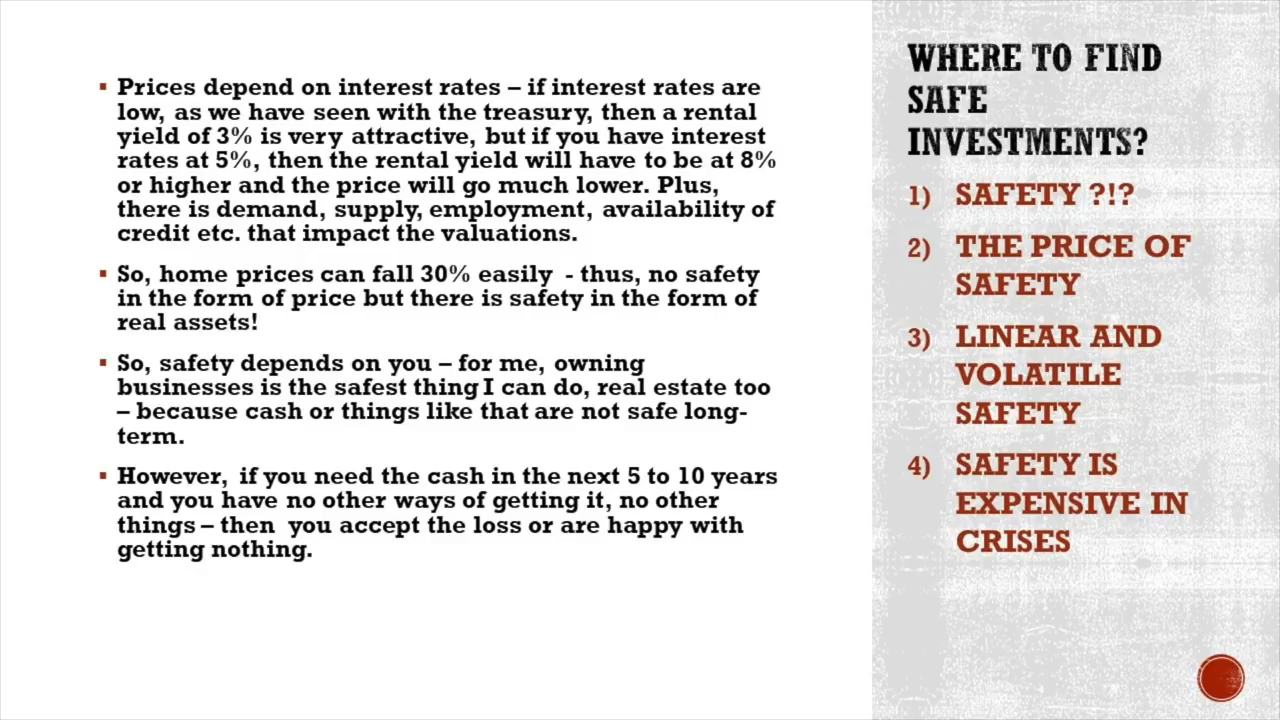 ▪ Prices depend on interest rates – if interest rates are
low, as we have seen with the treasury, then a rental
yield of 3% is very attractive, but if you have interest
rates at 5%, then the rental yield will have to be at 8%
or higher and the price will go much lower. Plus,
there is demand, supply, employment, availability of
credit etc. that impact the valuations.
▪ So, home prices can fall 30% easily - thus, no safety
in the form of price but there is safety in the form of
real assets!
▪ So, safety depends on you – for me, owning
businesses is the safest thing I can do, real estate too
– because cash or things like that are not safe long-
term.
▪ However, if you need the cash in the next 5 to 10 years
and you have no other ways of getting it, no other
things – then you accept the loss or are happy with
getting nothing.
WHERE TO FIND
SAFE
INVESTMENTS?
1) SAFETY ?!?
2) THE PRICE OF
SAFETY
3) LINEAR AND
VOLATILE
SAFETY
4) SAFETY IS
EXPENSIVE IN
CRISES